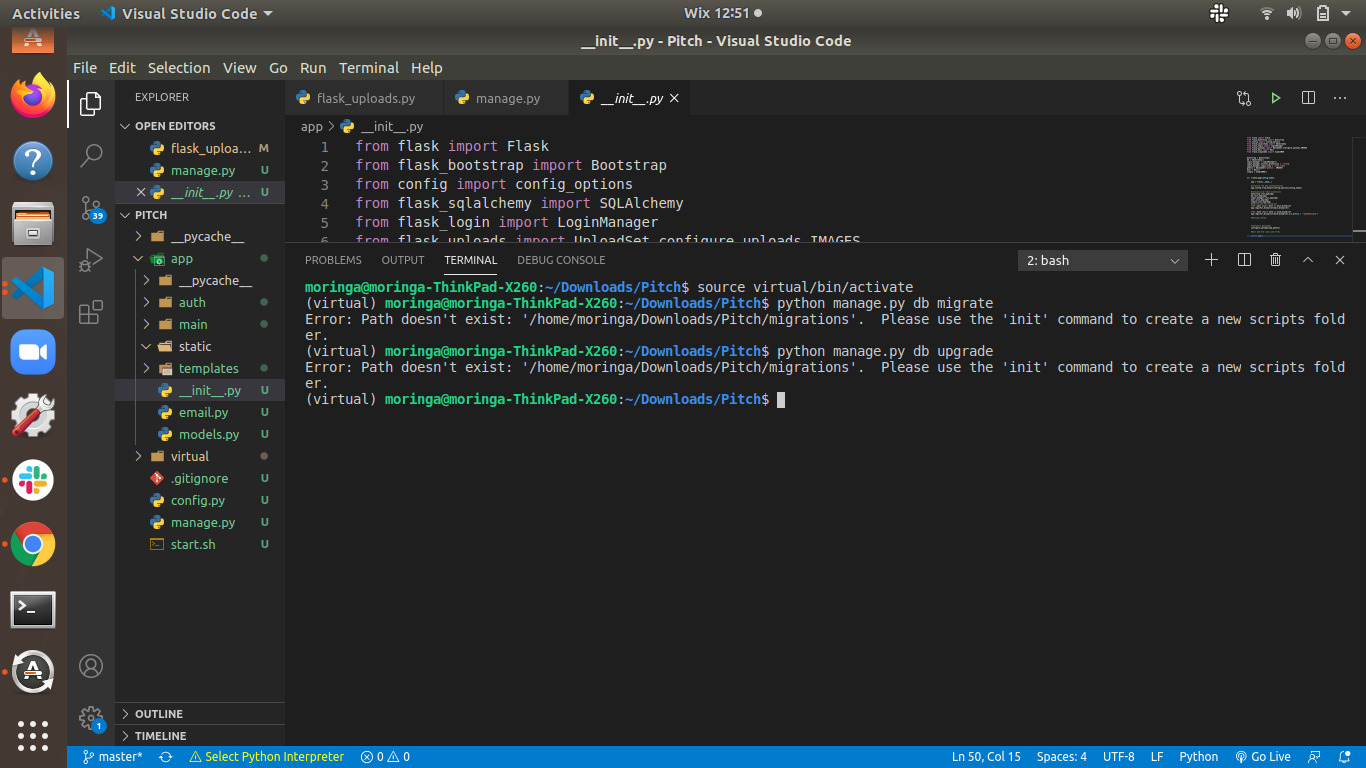 Activities
Visual Studio Code
Wix 12:51
__init__.py - Pitch - Visual Studio Code
File Edit Selection View Go Run Terminal Help
EXPLORER
flask_uploads.py
manage.py
__init__.py
OPEN EDITORS
flask_uploa... M
manage.py U
__init__.py ... U
39
PITCH
__pycache__
app
__pycache__
auth
main
static
templates
__init__.py U
email.py U
models.py U
virtual
.gitignore U
config.py U
manage.py U
start.sh U
OUTLINE
TIMELINE
1
app > __init__.py
1 from flask import Flask
2 from flask_bootstrap import Bootstrap
3 from config import config_options
4 from flask_sqlalchemy import SQLAlchemy
5 from flask_login import LoginManager
6 from flask_uploads import UploadSet,configure_uploads,IMAGES
PROBLEMS OUTPUT TERMINAL DEBUG CONSOLE
2: bash
moringa@moringa-ThinkPad-X260:~/Downloads/Pitch$ source virtual/bin/activate
(virtual) moringa@moringa-ThinkPad-X260:~/Downloads/Pitch$ python manage.py db migrate
Error: Path doesn't exist: '/home/moringa/Downloads/Pitch/migrations'.  Please use the 'init' command to create a new scripts fold
er.
(virtual) moringa@moringa-ThinkPad-X260:~/Downloads/Pitch$ python manage.py db upgrade
Error: Path doesn't exist: '/home/moringa/Downloads/Pitch/migrations'.  Please use the 'init' command to create a new scripts fold
er.
(virtual) moringa@moringa-ThinkPad-X260:~/Downloads/Pitch$
master*
Select Python Interpreter
0 0
Ln 50, Col 15
Spaces: 4
UTF-8
LF
Python
Go Live